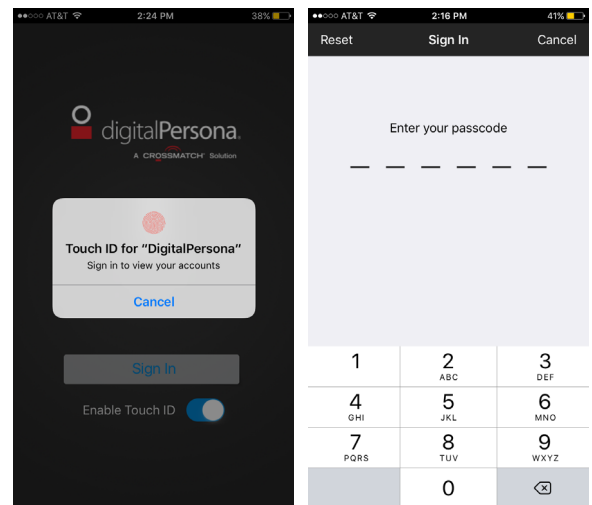 ●●○○○ AT&T 2:24 PM 38%
digitalPersona.
A CROSSMATCH® Solution
Touch ID for “DigitalPersona”
Sign in to view your accounts
Cancel
Sign In
Enable Touch ID
●●○○○ AT&T 2:16 PM 41%
Reset Sign In Cancel
Enter your passcode
1 2 3
ABC DEF
4 5 6
GHI JKL MNO
7 8 9
PQRS TUV WXYZ
0